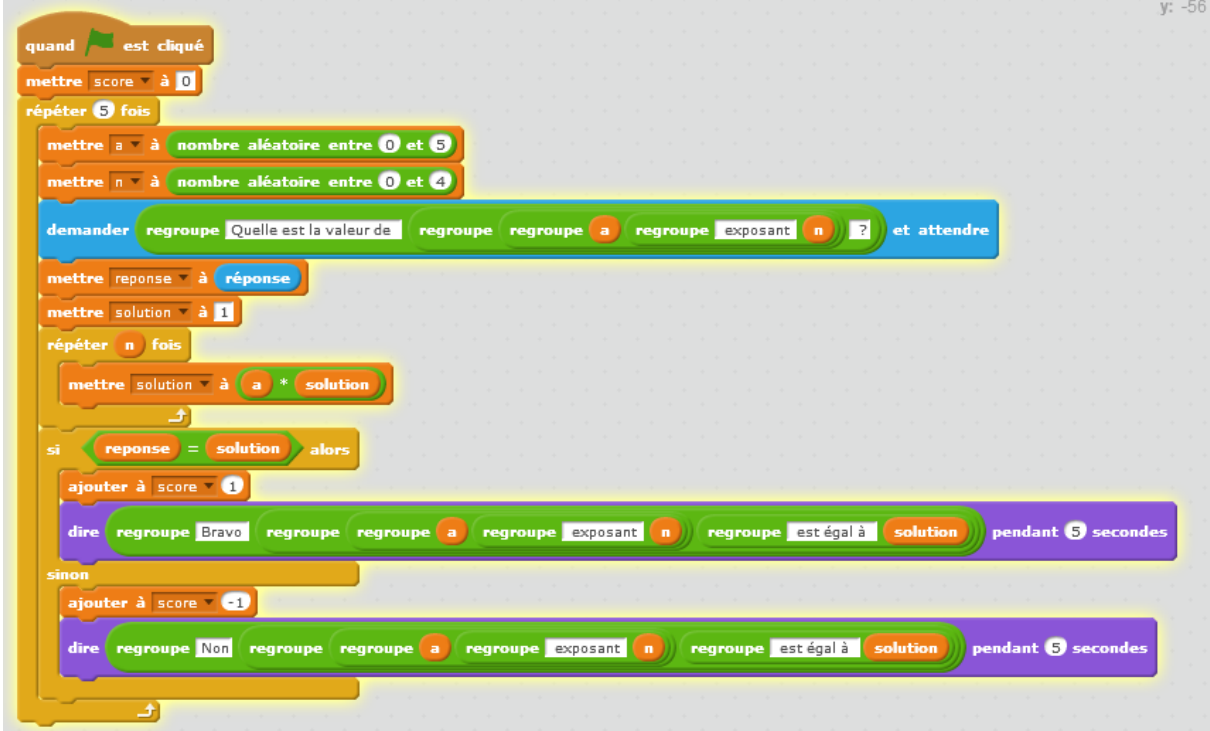 y: -56
quand est cliqué
mettre score à 0
répéter 5 fois
mettre a à nombre aléatoire entre 0 et 5
mettre n à nombre aléatoire entre 0 et 4
demander regroupe Quelle est la valeur de regroupe regroupe a regroupe exposant n ? et attendre
mettre reponse à réponse
mettre solution à 1
répéter n fois
mettre solution à a * solution
si reponse = solution alors
ajouter à score 1
dire regroupe Bravo regroupe regroupe a regroupe exposant n regroupe est égal à solution pendant 5 secondes
sinon
ajouter à score -1
dire regroupe Non regroupe regroupe a regroupe exposant n regroupe est égal à solution pendant 5 secondes